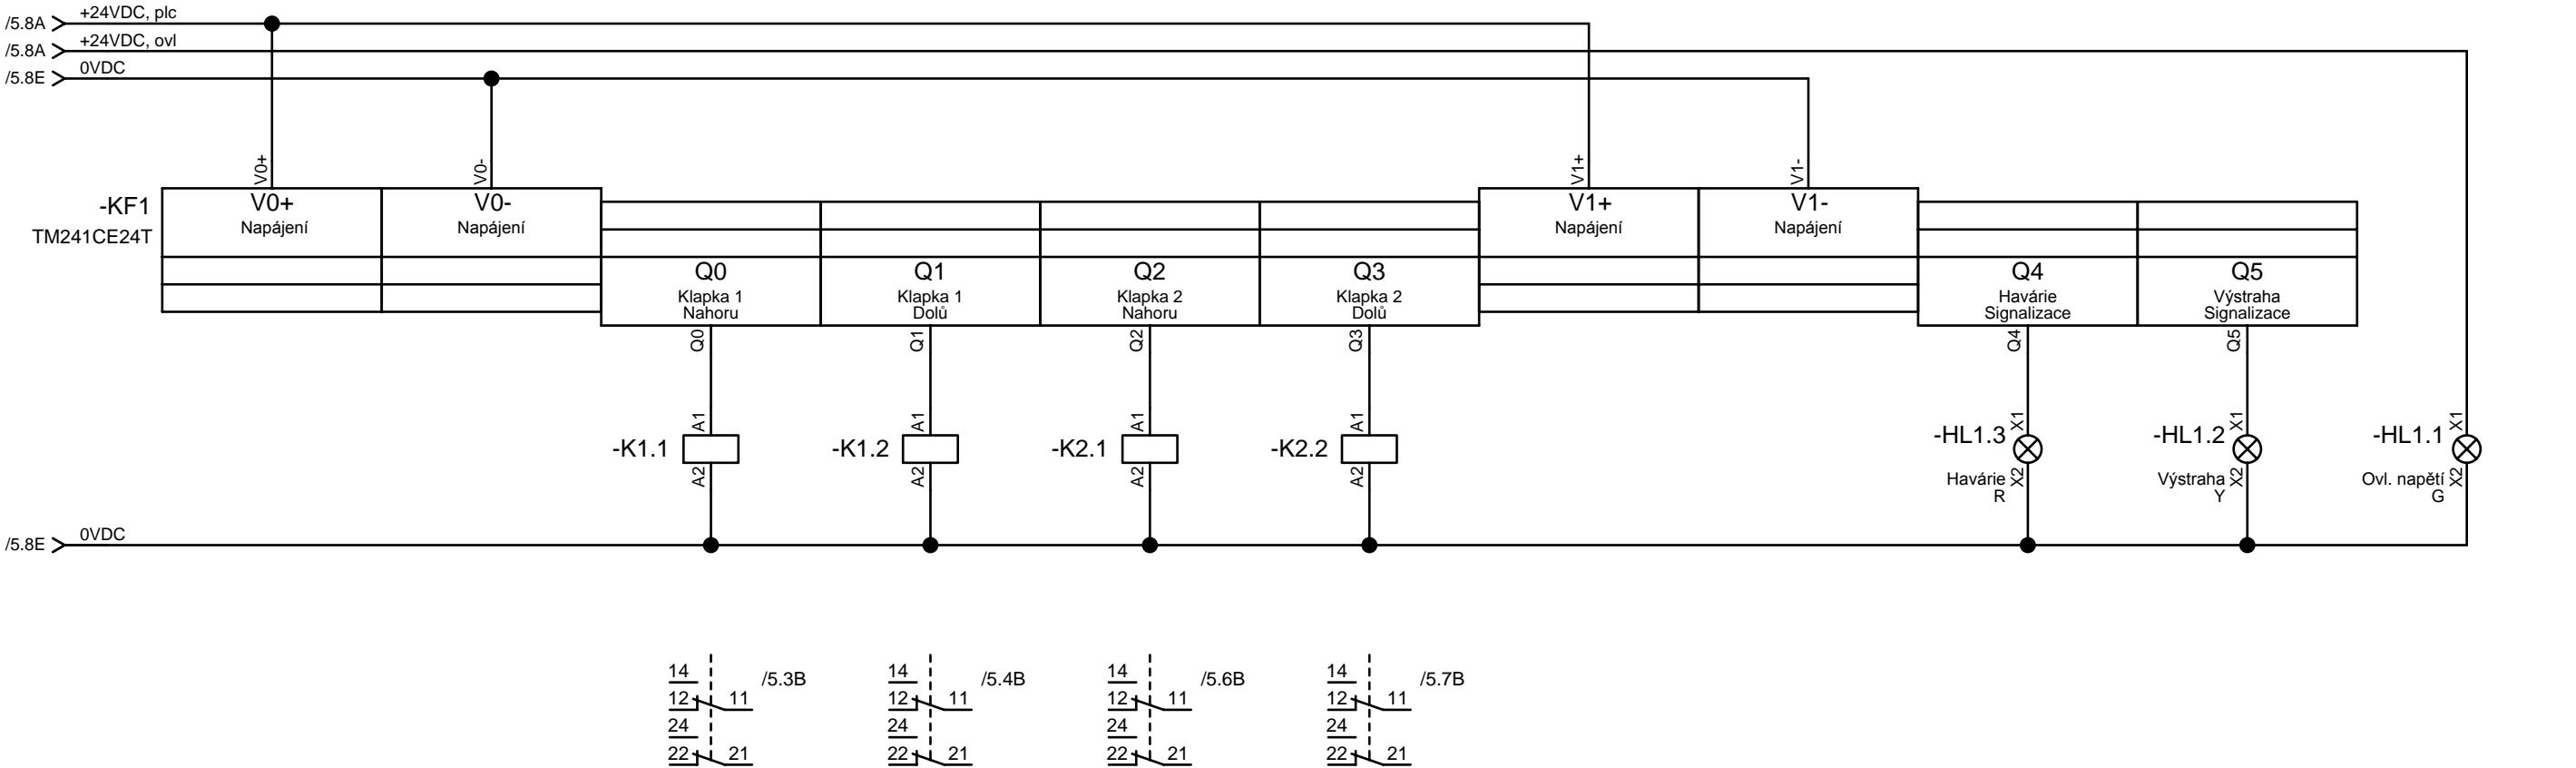 /5.8A +24VDC, plc
/5.8A +24VDC, ovl
/5.8E 0VDC
V0+ V0- V1+ V1-
-KF1
TM241CE24T
V0+ V0- V1+ V1-
Napájení Napájení Napájení Napájení
Q0 Q1 Q2 Q3 Q4 Q5
Klapka 1 Klapka 1 Klapka 2 Klapka 2 Havárie Výstraha
Nahoru Dolů Nahoru Dolů Signalizace Signalizace
Q0 Q1 Q2 Q3 Q4 Q5
A1 A1 A1 A1 X1 X1 X1
-K1.1 -K1.2 -K2.1 -K2.2 -HL1.3 -HL1.2 -HL1.1
A2 A2 A2 A2 X2 X2 X2
Havárie Výstraha Ovl. napětí
R Y G
/5.8E 0VDC
14 /5.3B 14 /5.4B 14 /5.6B 14 /5.7B
12 11 12 11 12 11 12 11
24 24 24 24
22 21 22 21 22 21 22 21